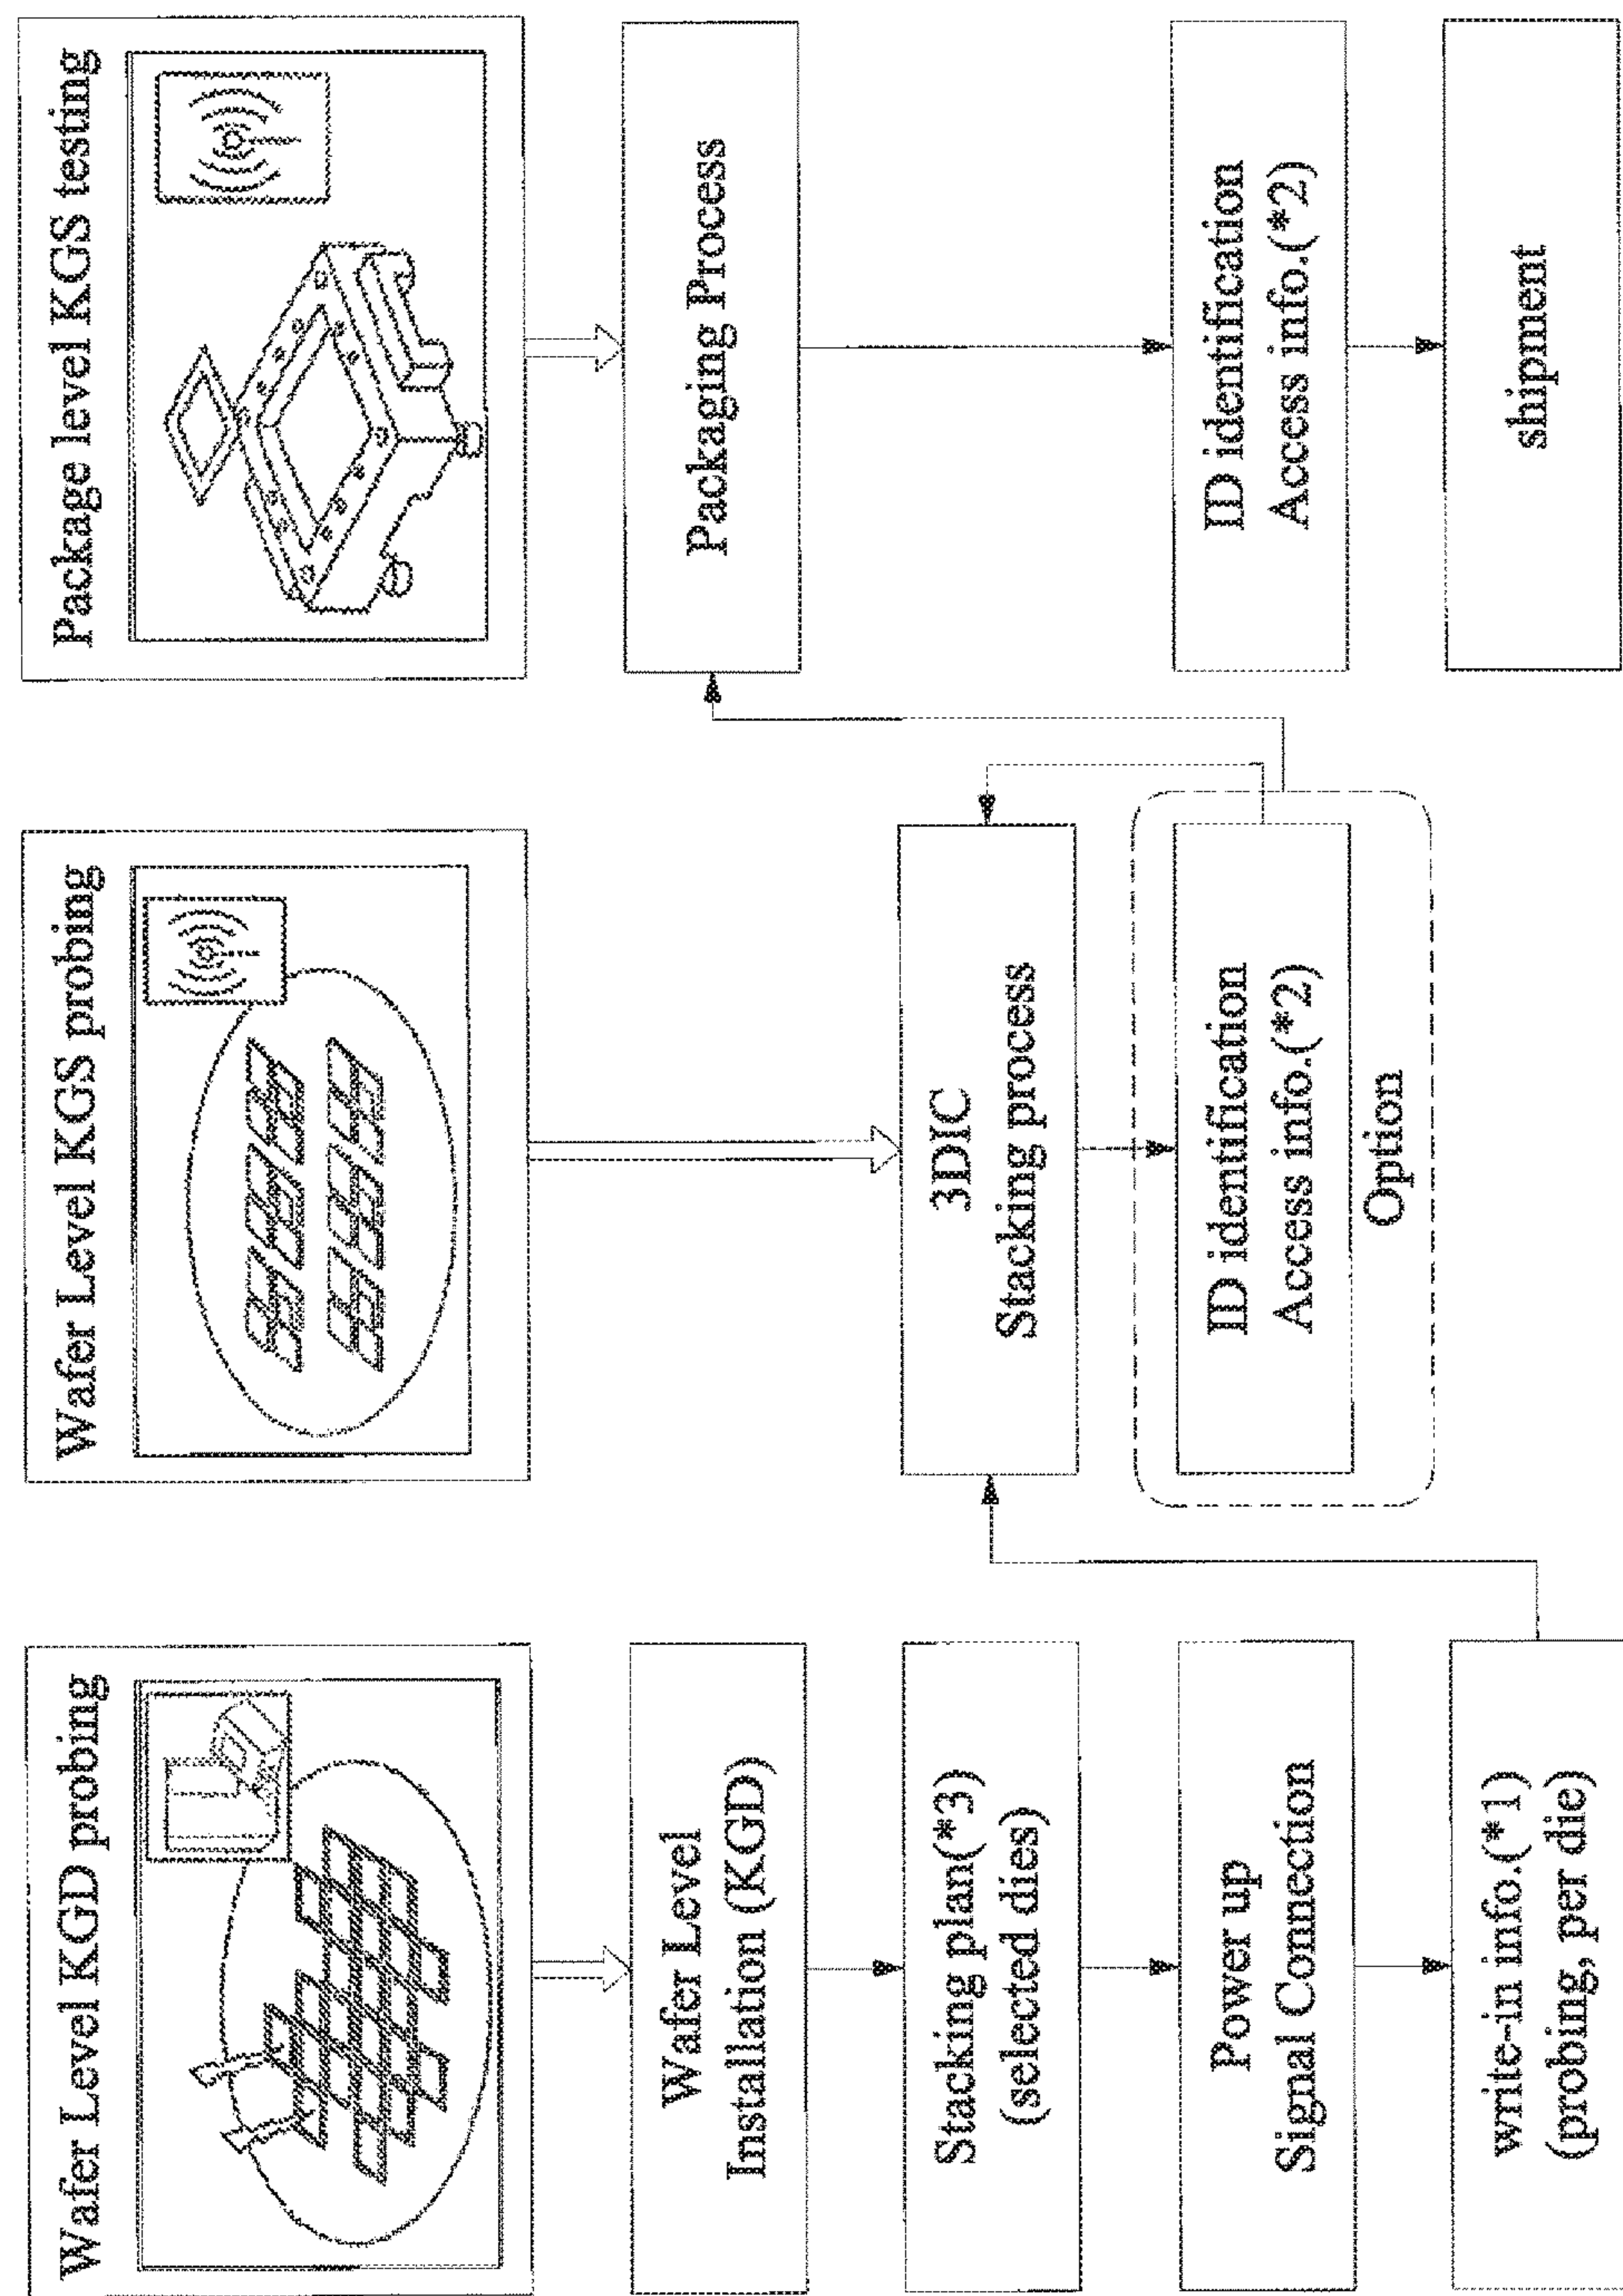 Wafer Level KGD probing
Wafer Level
Installation (KGD)
Stacking plan(*3)
(selected dies)
Power up
Signal Connection
write-in info.(*1)
(probing, per die)
Wafer Level KGS probing
3DIC
Stacking process
ID identification
Access info.(*2)
Option
Package level KGS testing
Packaging Process
ID identification
Access info.(*2)
shipment